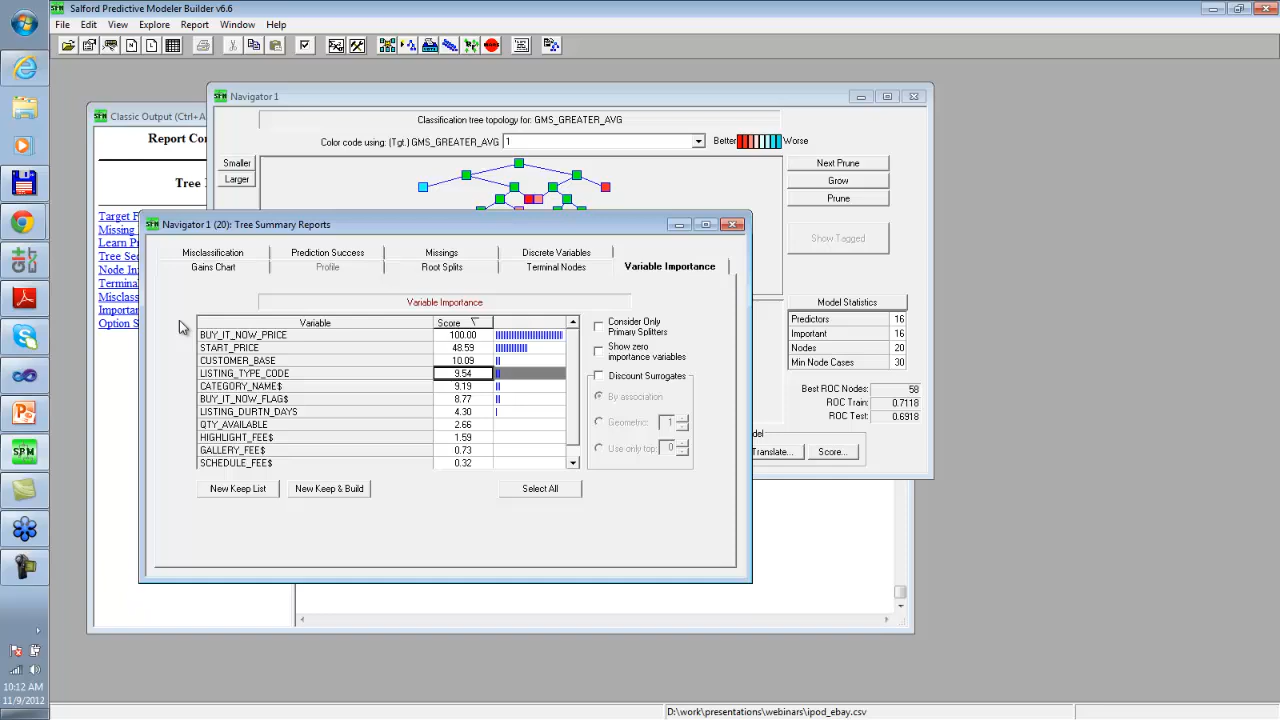 Salford Predictive Modeler Builder v6.6
File Edit View Explore Report Window Help
Navigator 1
Classic Output (Ctrl+A
Classification tree topology for: GMS_GREATER_AVG
Report Con
Color code using: (Tgt.) GMS_GREATER_AVG 1 Better Worse
Smaller
Larger
Next Prune
Grow
Prune
Show Tagged
Tree
Target F
Missing
Learn P
Tree Sec
Node In
Terminal
Misclass
Importan
Option S
Navigator 1 (20): Tree Summary Reports
Misclassification Prediction Success Missings Discrete Variables
Gains Chart Profile Root Splits Terminal Nodes Variable Importance
Variable Importance
Variable Score
BUY_IT_NOW_PRICE 100.00
START_PRICE 48.59
CUSTOMER_BASE 10.09
LISTING_TYPE_CODE 9.54
CATEGORY_NAME$ 9.19
BUY_IT_NOW_FLAG$ 8.77
LISTING_DURTN_DAYS 4.30
QTY_AVAILABLE 2.66
HIGHLIGHT_FEE$ 1.59
GALLERY_FEE$ 0.73
SCHEDULE_FEE$ 0.32
Consider Only
Primary Splitters
Show zero
importance variables
Discount Surrogates
By association
Geometric: 1
Use only top: 0
New Keep List New Keep & Build Select All
Model Statistics
Predictors 16
Important 16
Nodes 20
Min Node Cases 30
Best ROC Nodes: 58
ROC Train: 0.7118
ROC Test: 0.6918
del
Translate... Score...
SPM
10:12 AM
11/9/2012
D:\work\presentations\webinars\ipod_ebay.csv